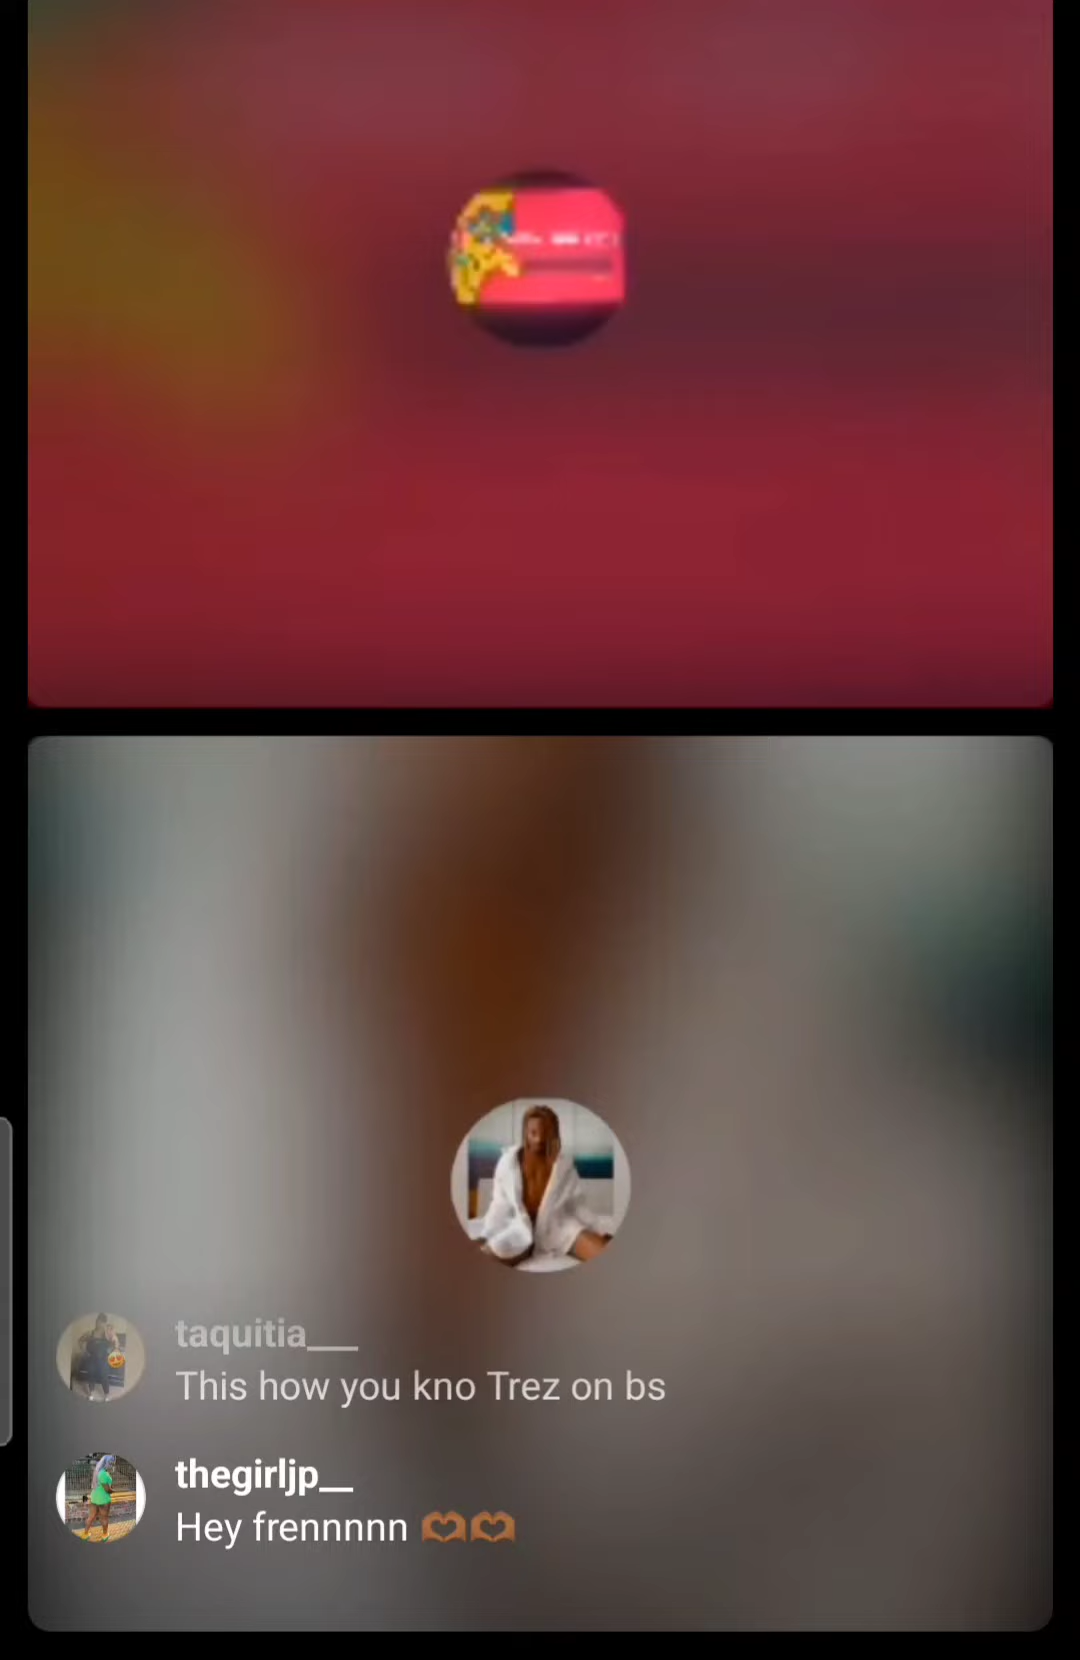 taquitia___
This how you kno Trez on bs
thegirljp__
Hey frennnnn 🫶🏾🫶🏾